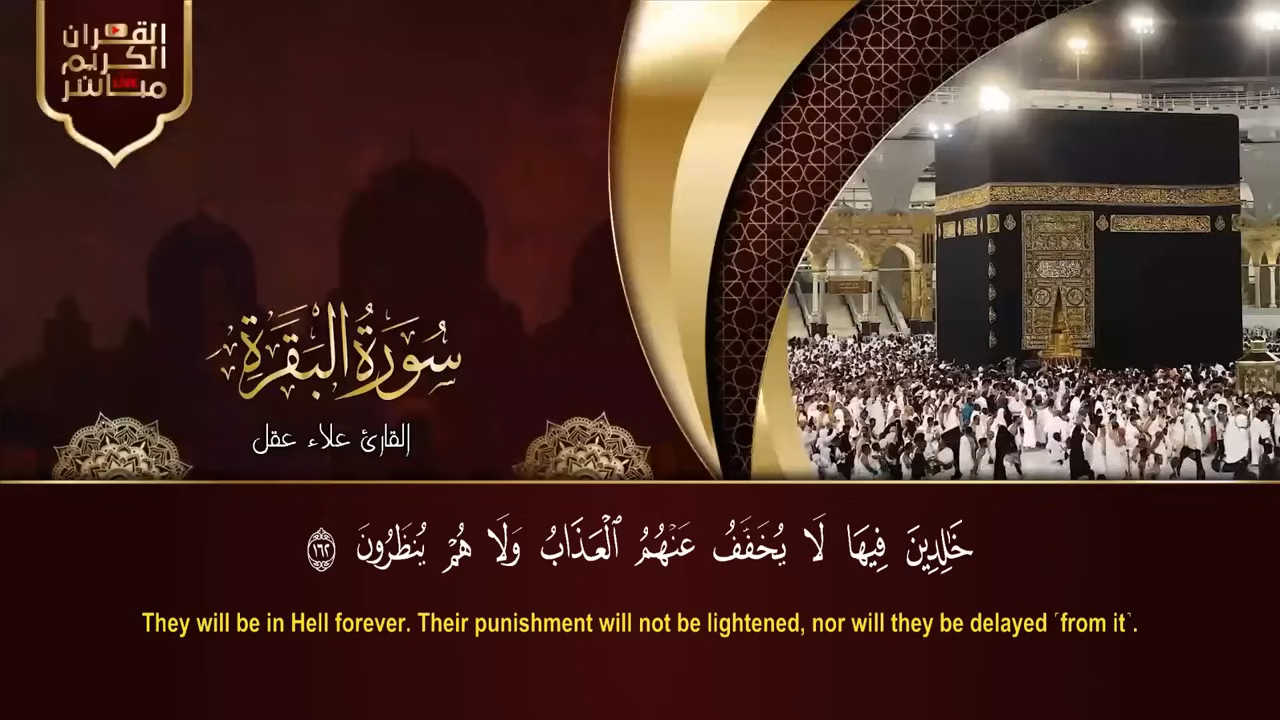 القرآن
الكريم
مباشر
LIVE
سُورَةُ البَقَرَة
القارئ علاء عقل
خَٰلِدِينَ فِيهَا لَا يُخَفَّفُ عَنۡهُمُ ٱلۡعَذَابُ وَلَا هُمۡ يُنظَرُونَ ١٦٢
They will be in Hell forever. Their punishment will not be lightened, nor will they be delayed ˹from it˺.